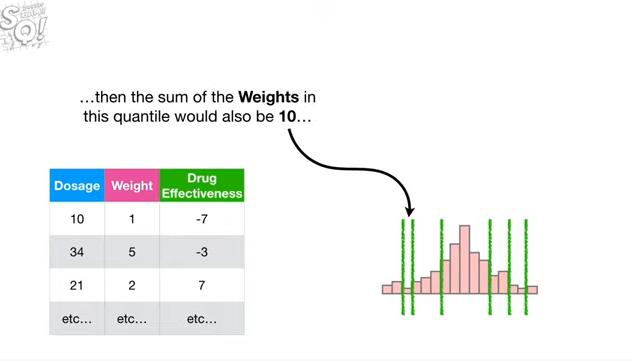 …then the sum of the Weights in
this quantile would also be 10…
Dosage Weight Drug Effectiveness
10 1 -7
34 5 -3
21 2 7
etc… etc… etc…